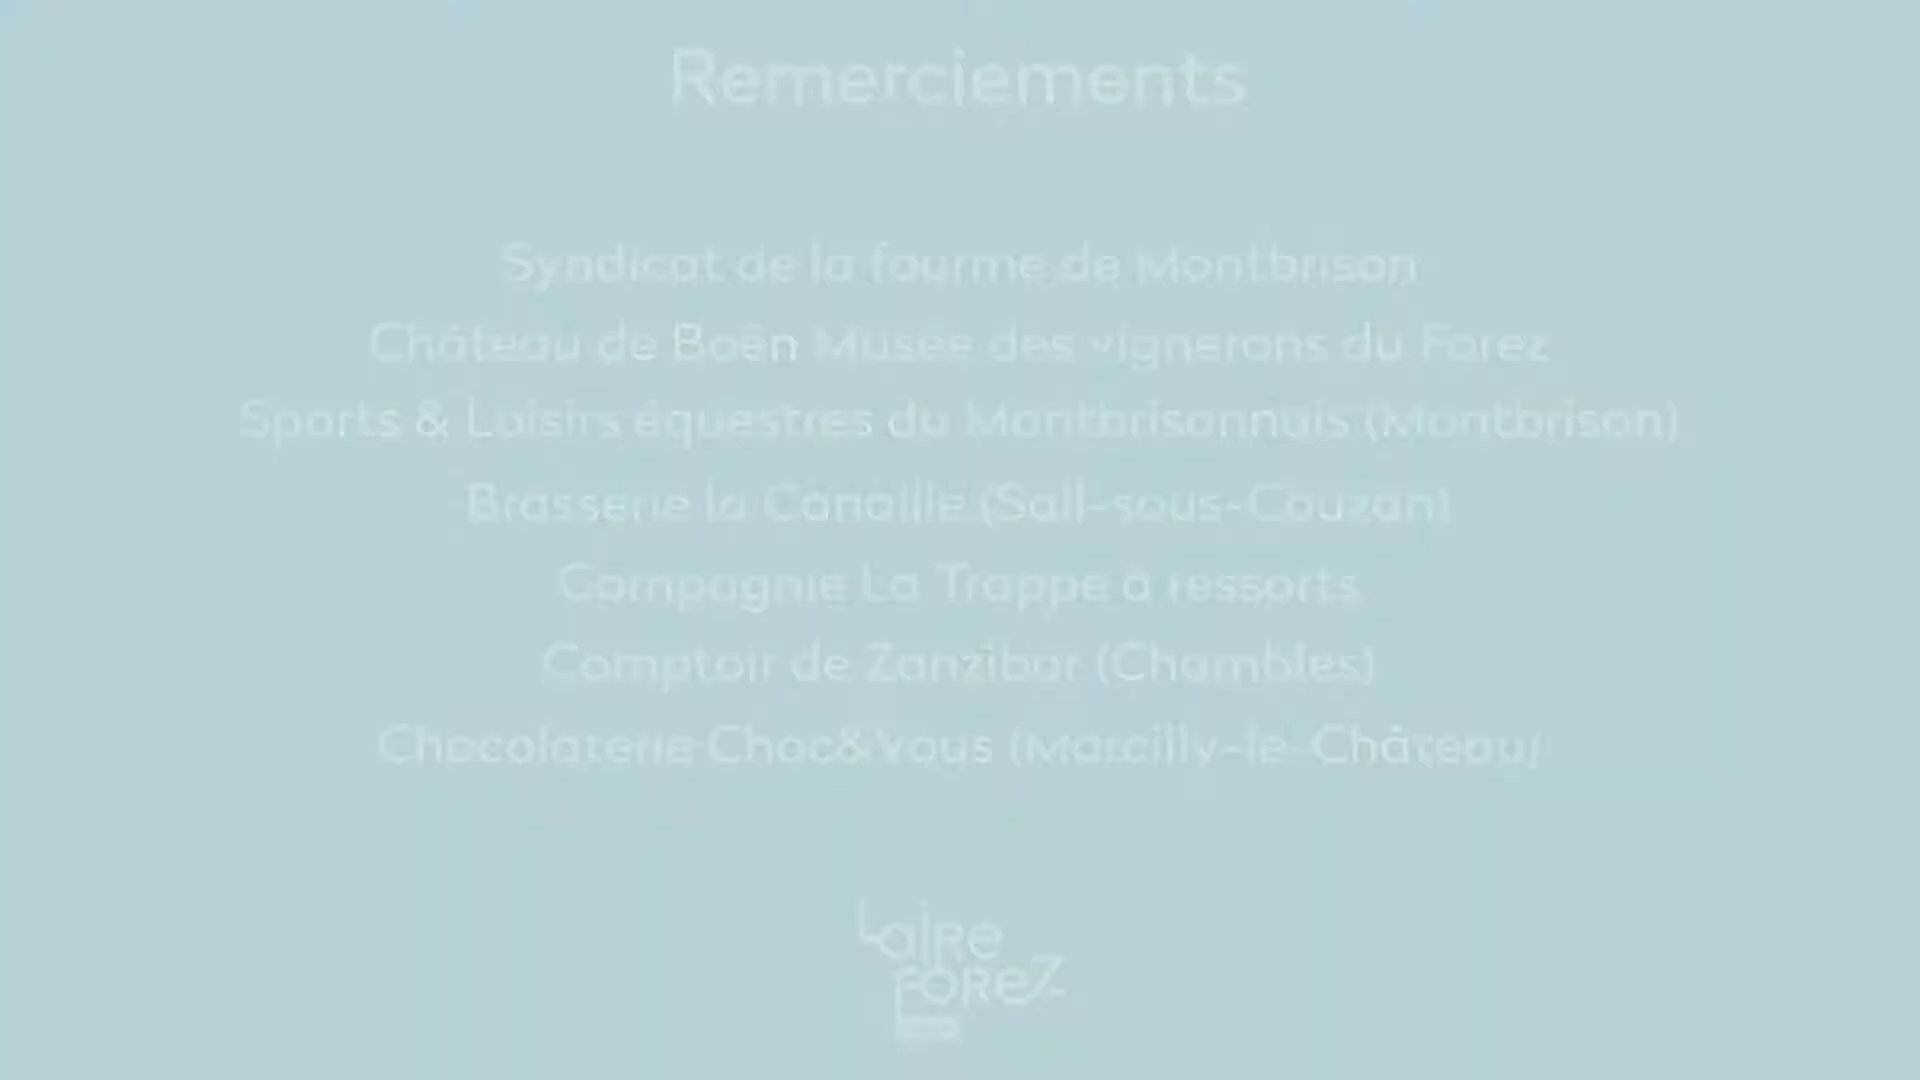 Remerciements
Syndicat de la fourme de Montbrison
Château de Boën Musée des vignerons du Forez
Sports & Loisirs équestres du Montbrisonnais (Montbrison)
Brasserie la Canaille (Sail-sous-Couzan)
Compagnie La Trappe à ressorts
Comptoir de Zanzibar (Chambles)
Chocolaterie Choc&Vous (Marcilly-le-Château)
Loire
Forez